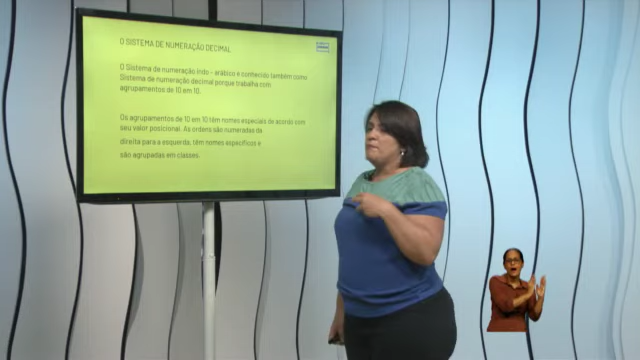 O SISTEMA DE NUMERAÇÃO DECIMAL
O Sistema de numeração indo - arábico é conhecido também como
Sistema de numeração decimal porque trabalha com
agrupamentos de 10 em 10.
Os agrupamentos de 10 em 10 têm nomes especiais de acordo com
seu valor posicional. As ordens são numeradas da
direita para a esquerda, têm nomes específicos e
são agrupadas em classes.